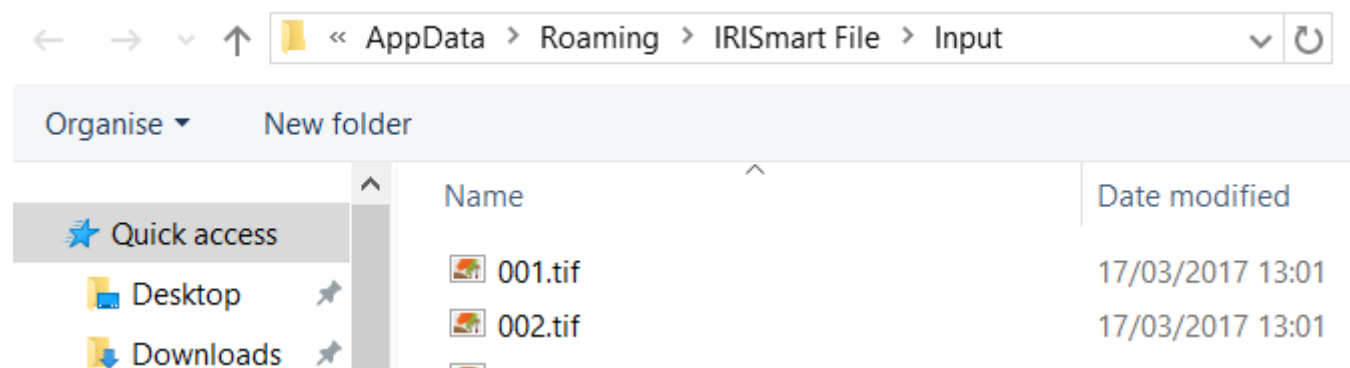 « AppData > Roaming > IRISmart File > Input
Organise New folder
Name Date modified
Quick access
001.tif 17/03/2017 13:01
Desktop
002.tif 17/03/2017 13:01
Downloads